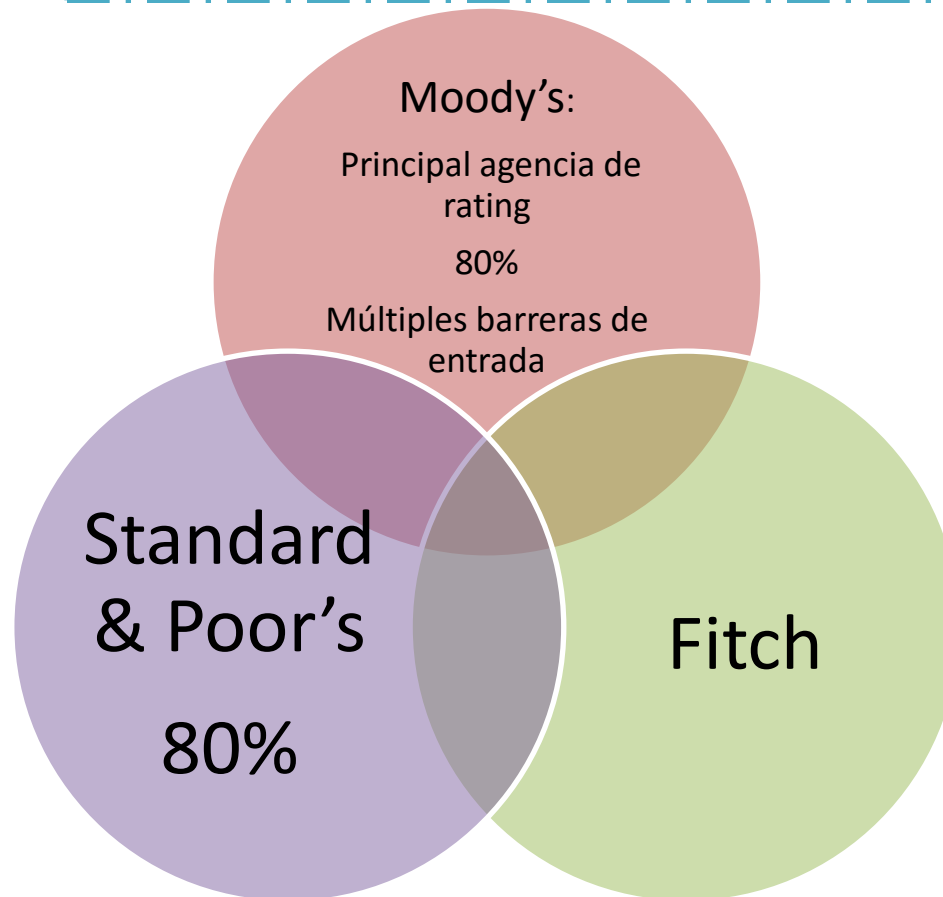 Moody’s:
Principal agencia de
rating
80%
Múltiples barreras de
entrada
Standard
& Poor’s
80%
Fitch